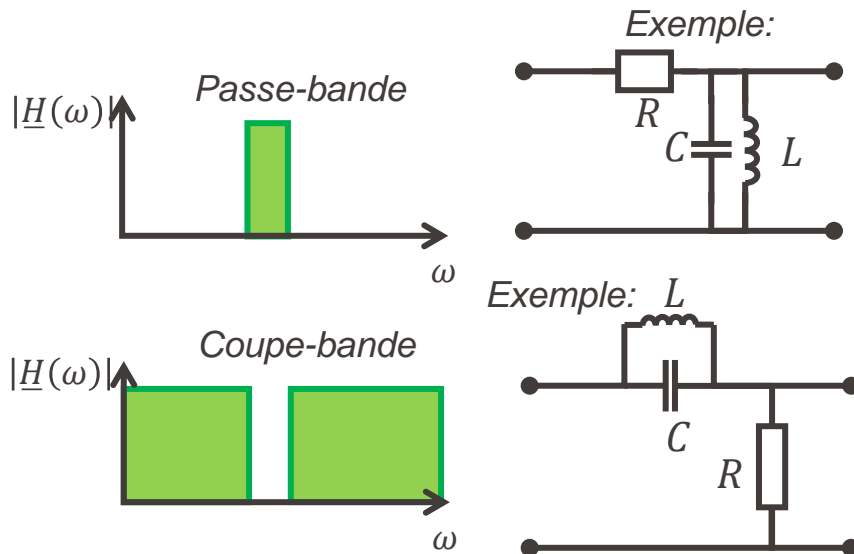 Exemple:
Passe-bande
|H(ω)|
R
C
L
ω
Exemple:
L
Coupe-bande
|H(ω)|
C
R
ω